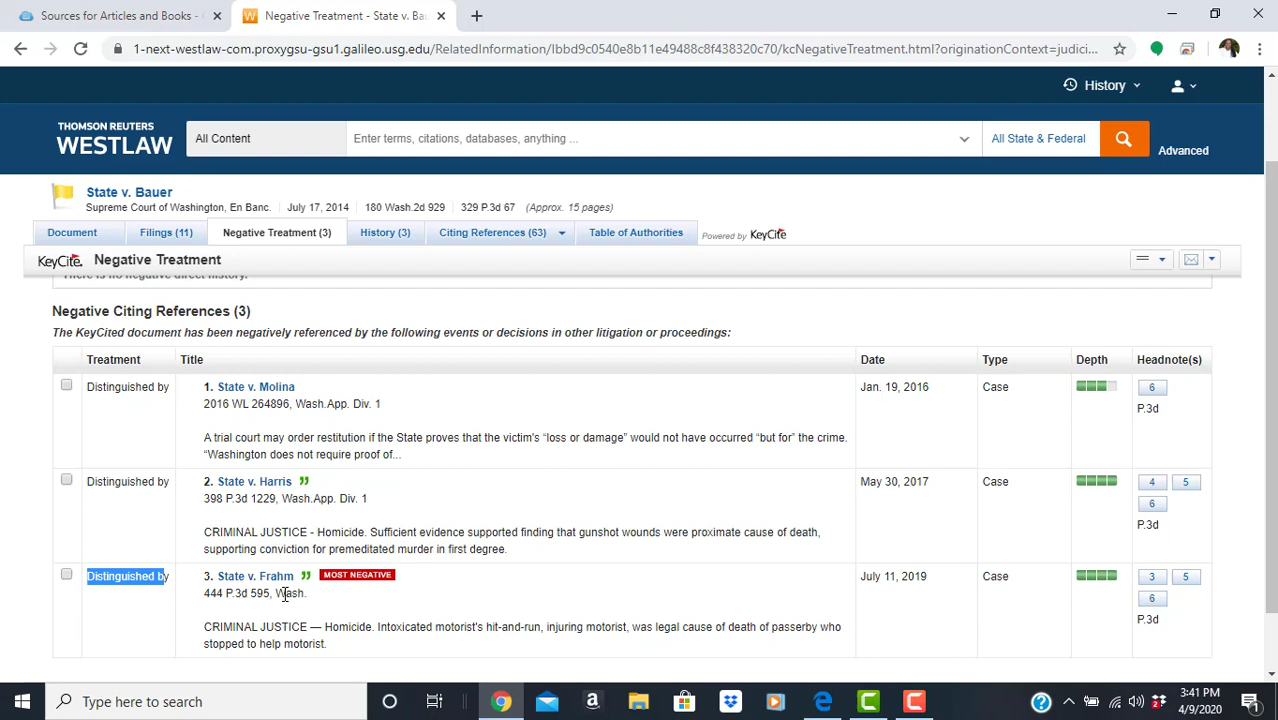 Sources for Articles and Books -
Negative Treatment - State v. Bau
1-next-westlaw-com.proxygsu-gsu1.galileo.usg.edu/RelatedInformation/Ibbd9c0540e8b11e49488c8f438320c70/kcNegativeTreatment.html?originationContext=judici...
History
THOMSON REUTERS
WESTLAW
All Content
Enter terms, citations, databases, anything ...
All State & Federal
Advanced
State v. Bauer
Supreme Court of Washington, En Banc. July 17, 2014 180 Wash.2d 929 329 P.3d 67 (Approx. 15 pages)
Document Filings (11) Negative Treatment (3) History (3) Citing References (63) Table of Authorities Powered by KeyCite
KeyCite. Negative Treatment
There is no negative direct history.
Negative Citing References (3)
The KeyCited document has been negatively referenced by the following events or decisions in other litigation or proceedings:
Treatment Title Date Type Depth Headnote(s)
Distinguished by 1. State v. Molina Jan. 19, 2016 Case 6
2016 WL 264896, Wash.App. Div. 1 P.3d
A trial court may order restitution if the State proves that the victim's “loss or damage” would not have occurred “but for” the crime.
“Washington does not require proof of...
Distinguished by 2. State v. Harris May 30, 2017 Case 4 5
398 P.3d 1229, Wash.App. Div. 1 6
P.3d
CRIMINAL JUSTICE - Homicide. Sufficient evidence supported finding that gunshot wounds were proximate cause of death,
supporting conviction for premeditated murder in first degree.
Distinguished by 3. State v. Frahm MOST NEGATIVE July 11, 2019 Case 3 5
444 P.3d 595, Wash. 6
P.3d
CRIMINAL JUSTICE — Homicide. Intoxicated motorist's hit-and-run, injuring motorist, was legal cause of death of passerby who
stopped to help motorist.
Type here to search
3:41 PM
4/9/2020